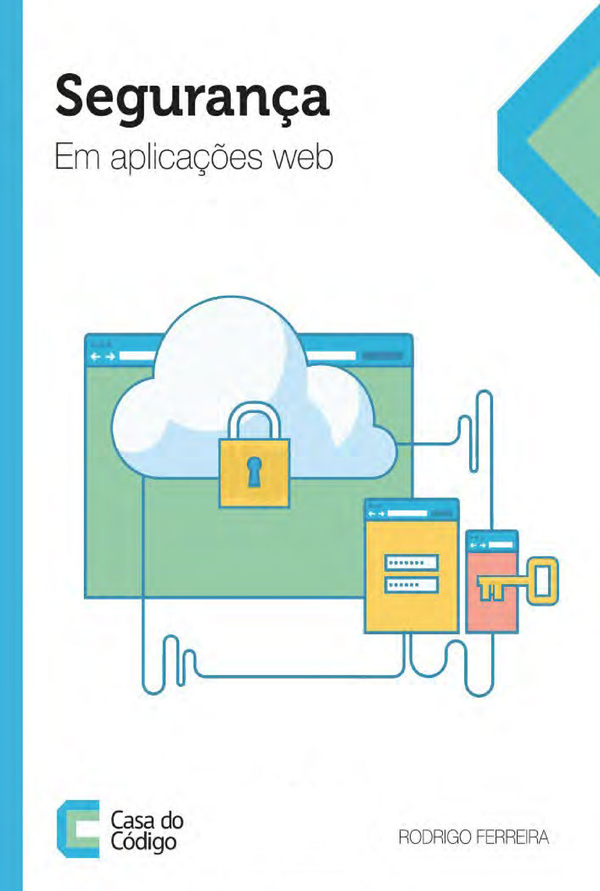 Segurança
Em aplicações web
Casa do
Código
RODRIGO FERREIRA